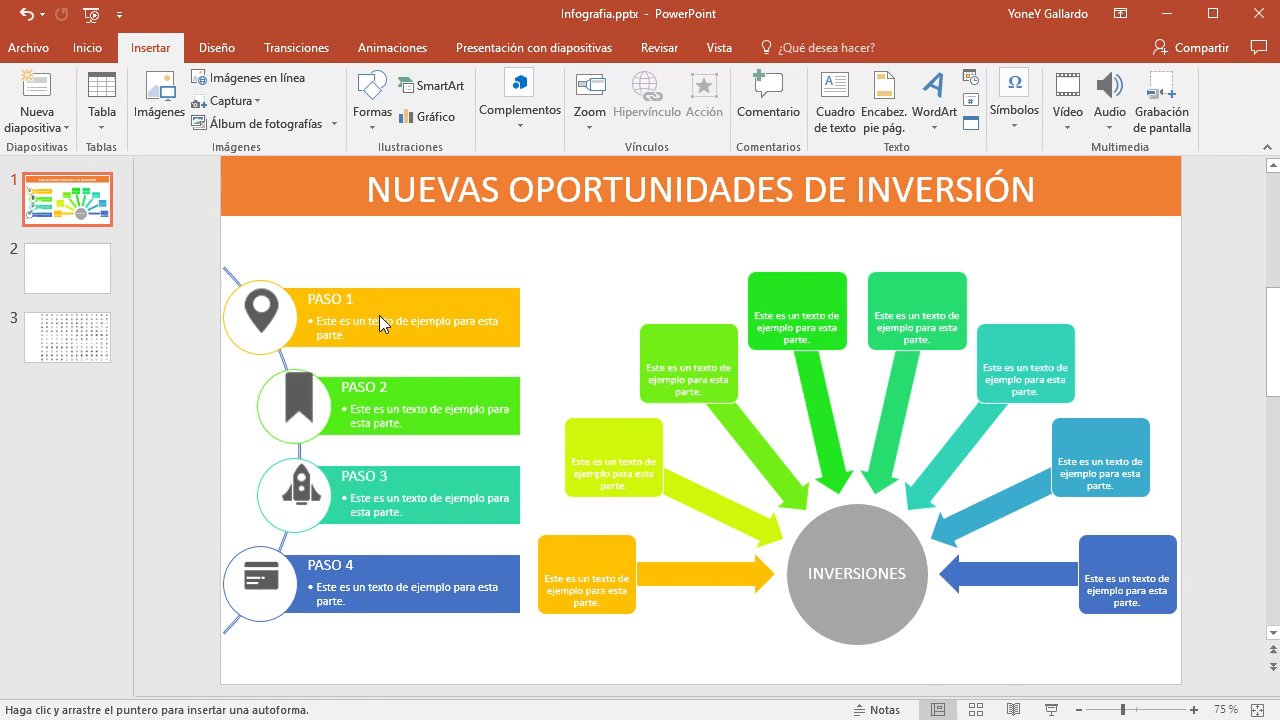 Infografia.pptx - PowerPoint
YoneY Gallardo
Archivo
Inicio
Insertar
Diseño
Transiciones
Animaciones
Presentación con diapositivas
Revisar
Vista
¿Qué desea hacer?
Compartir
Nueva
diapositiva
Tabla
Imágenes
Imágenes en línea
Captura
Álbum de fotografías
Formas
SmartArt
Gráfico
Complementos
Zoom
Hipervínculo
Acción
Comentario
Cuadro
de texto
Encabez.
pie pág.
WordArt
Símbolos
Vídeo
Audio
Grabación
de pantalla
Diapositivas
Tablas
Imágenes
Ilustraciones
Vínculos
Comentarios
Texto
Multimedia
1
2
3
NUEVAS OPORTUNIDADES DE INVERSIÓN
PASO 1
• Este es un texto de ejemplo para esta
parte.
PASO 2
• Este es un texto de ejemplo para
esta parte.
PASO 3
• Este es un texto de ejemplo para
esta parte.
PASO 4
• Este es un texto de ejemplo para esta
parte.
Este es un texto de
ejemplo para esta
parte.
Este es un texto de
ejemplo para esta
parte.
Este es un texto de
ejemplo para esta
parte.
Este es un texto de
ejemplo para esta
parte.
Este es un texto de
ejemplo para esta
parte.
Este es un texto de
ejemplo para esta
parte.
Este es un texto de
ejemplo para esta
parte.
Este es un texto de
ejemplo para esta
parte.
INVERSIONES
Haga clic y arrastre el puntero para insertar una autoforma.
Notas
75 %